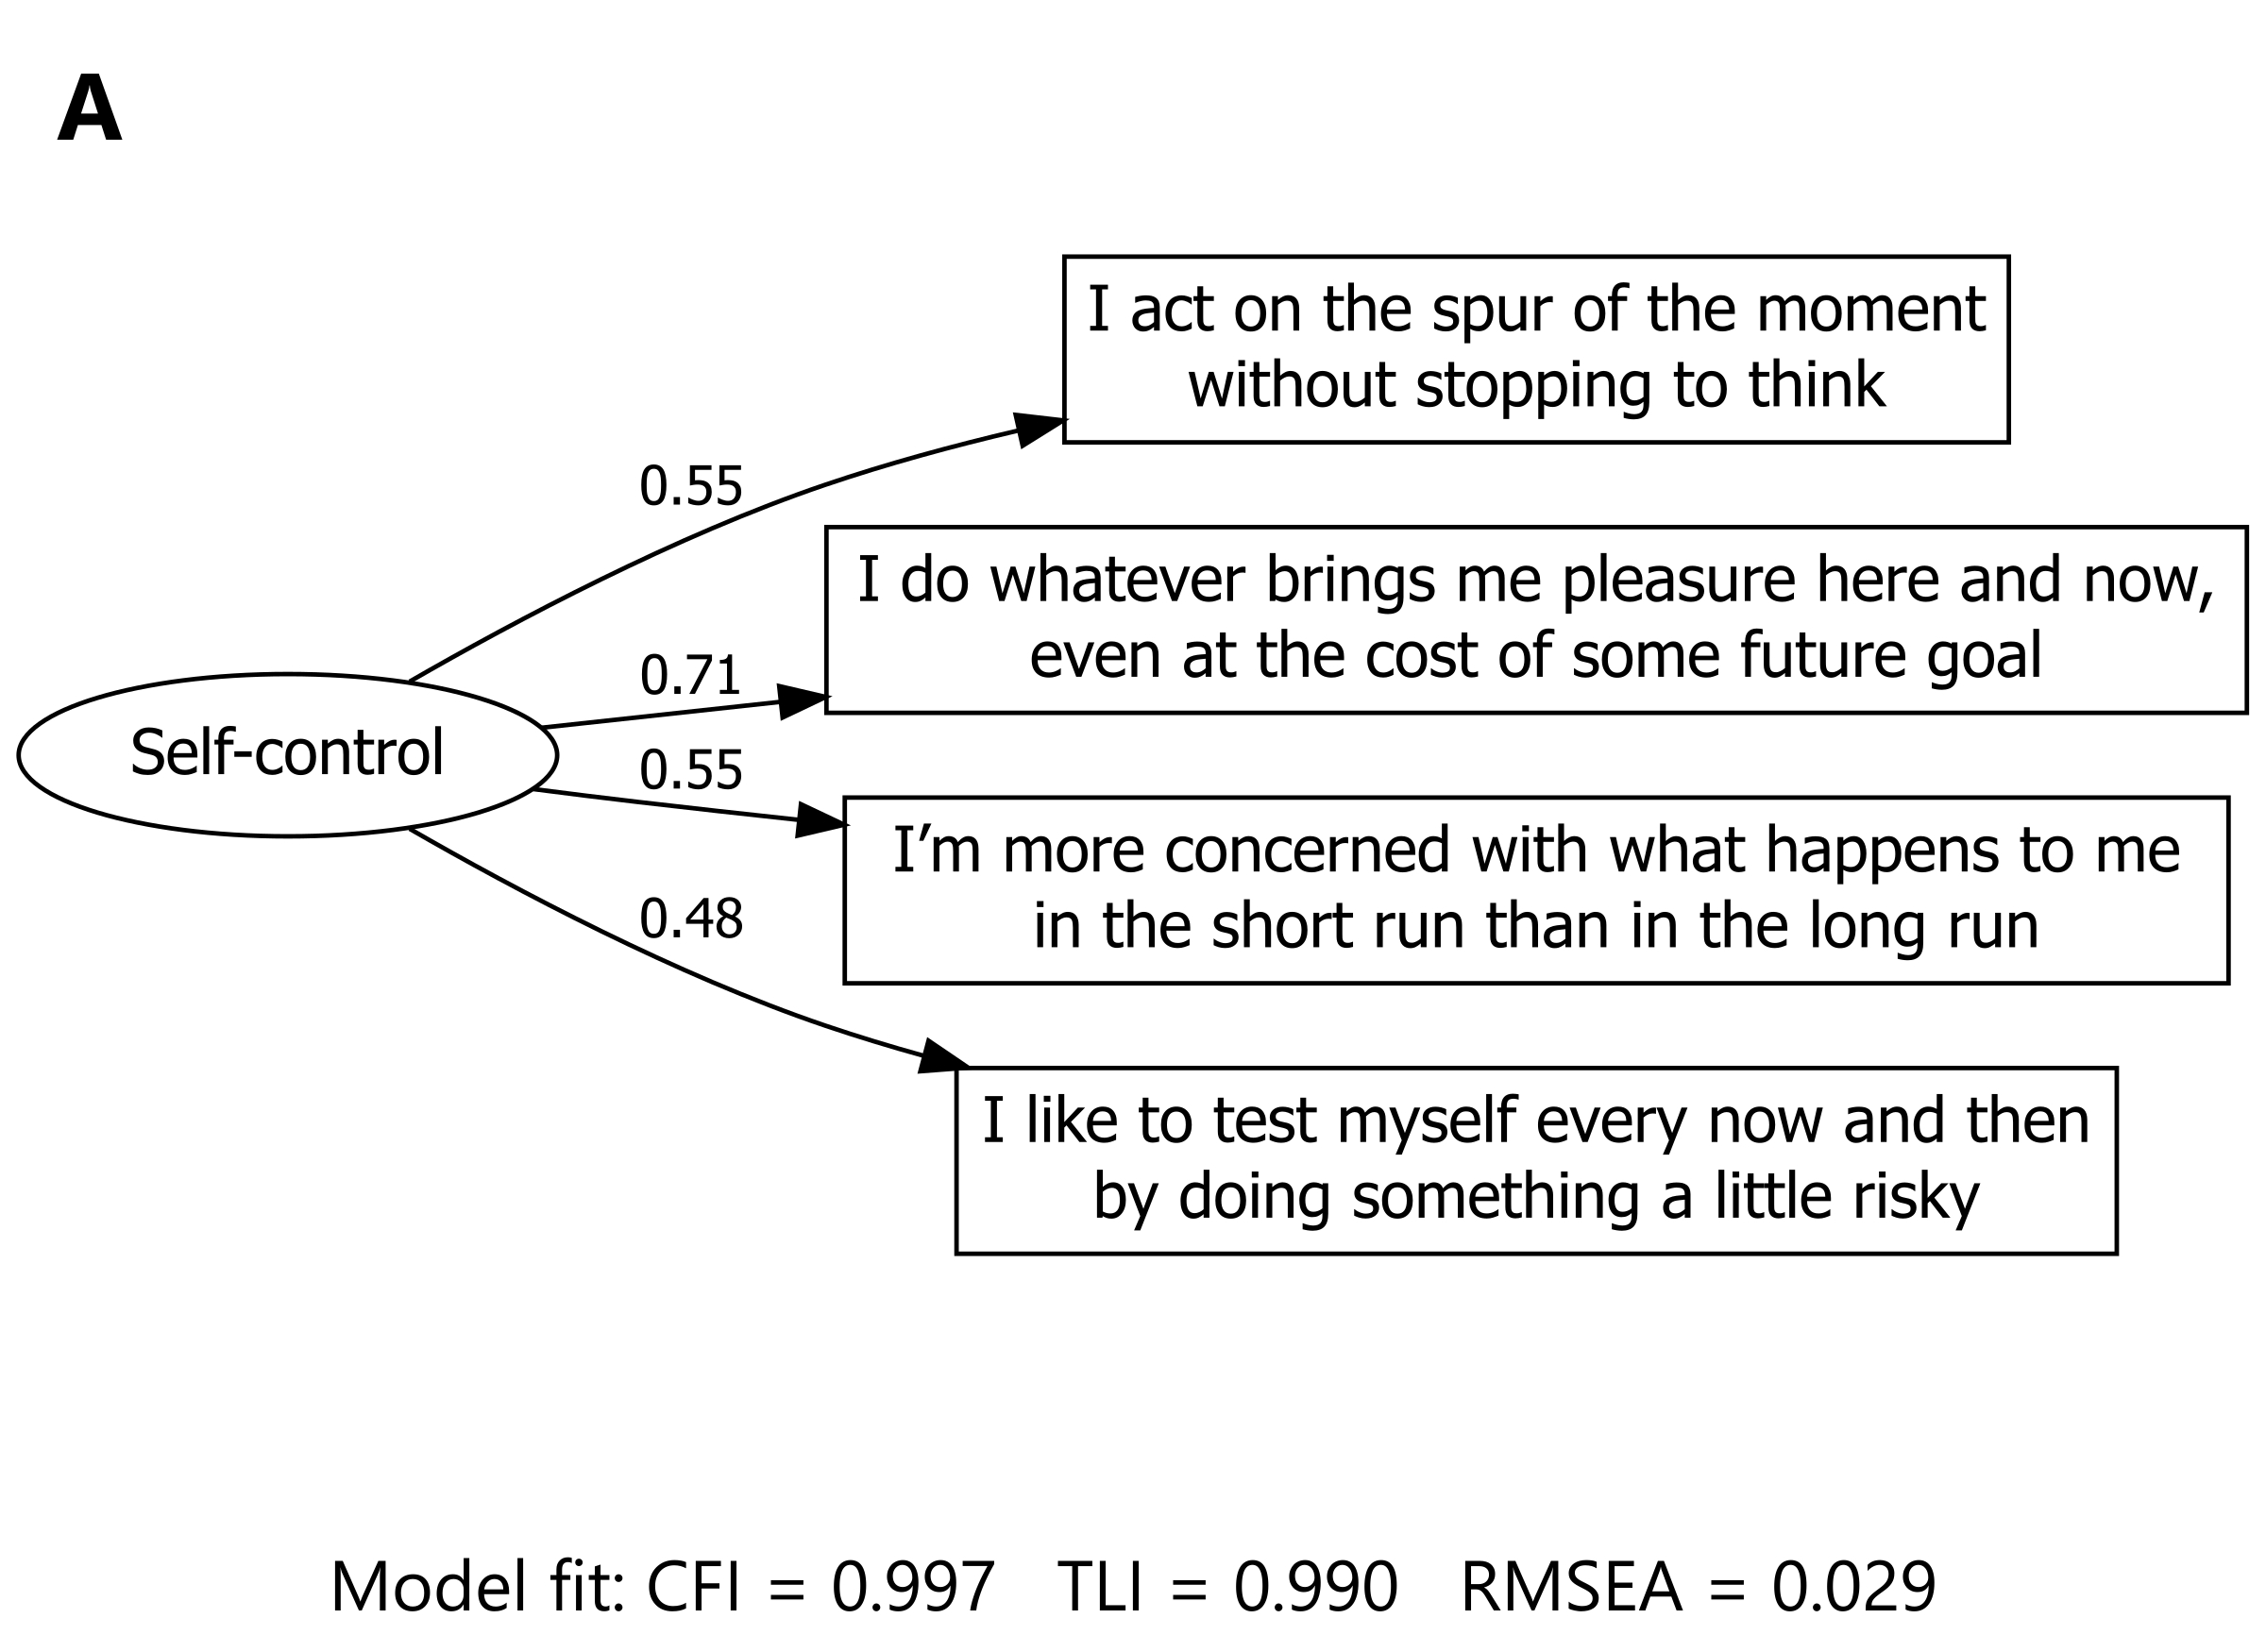 A
I act on the spur of the moment
without stopping to think
0.55
I do whatever brings me pleasure here and now,
even at the cost of some future goal
0.71
Self-control
0.55
I’m more concerned with what happens to me
in the short run than in the long run
0.48
I like to test myself every now and then
by doing something a little risky
Model fit: CFI = 0.997 TLI = 0.990 RMSEA = 0.029